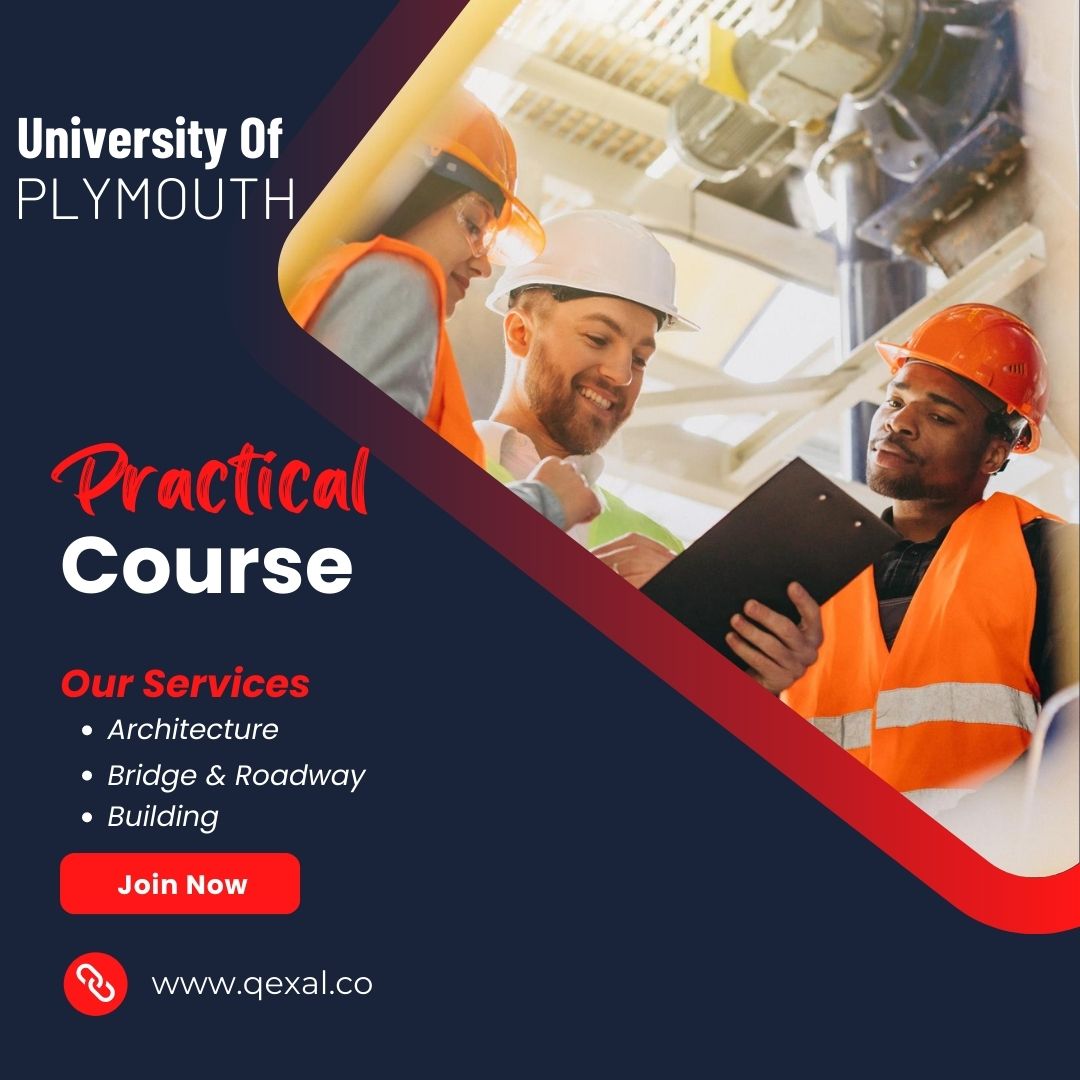 University Of
PLYMOUTH
Practical
Course
Our Services
• Architecture
• Bridge & Roadway
• Building
Join Now
www.qexal.co